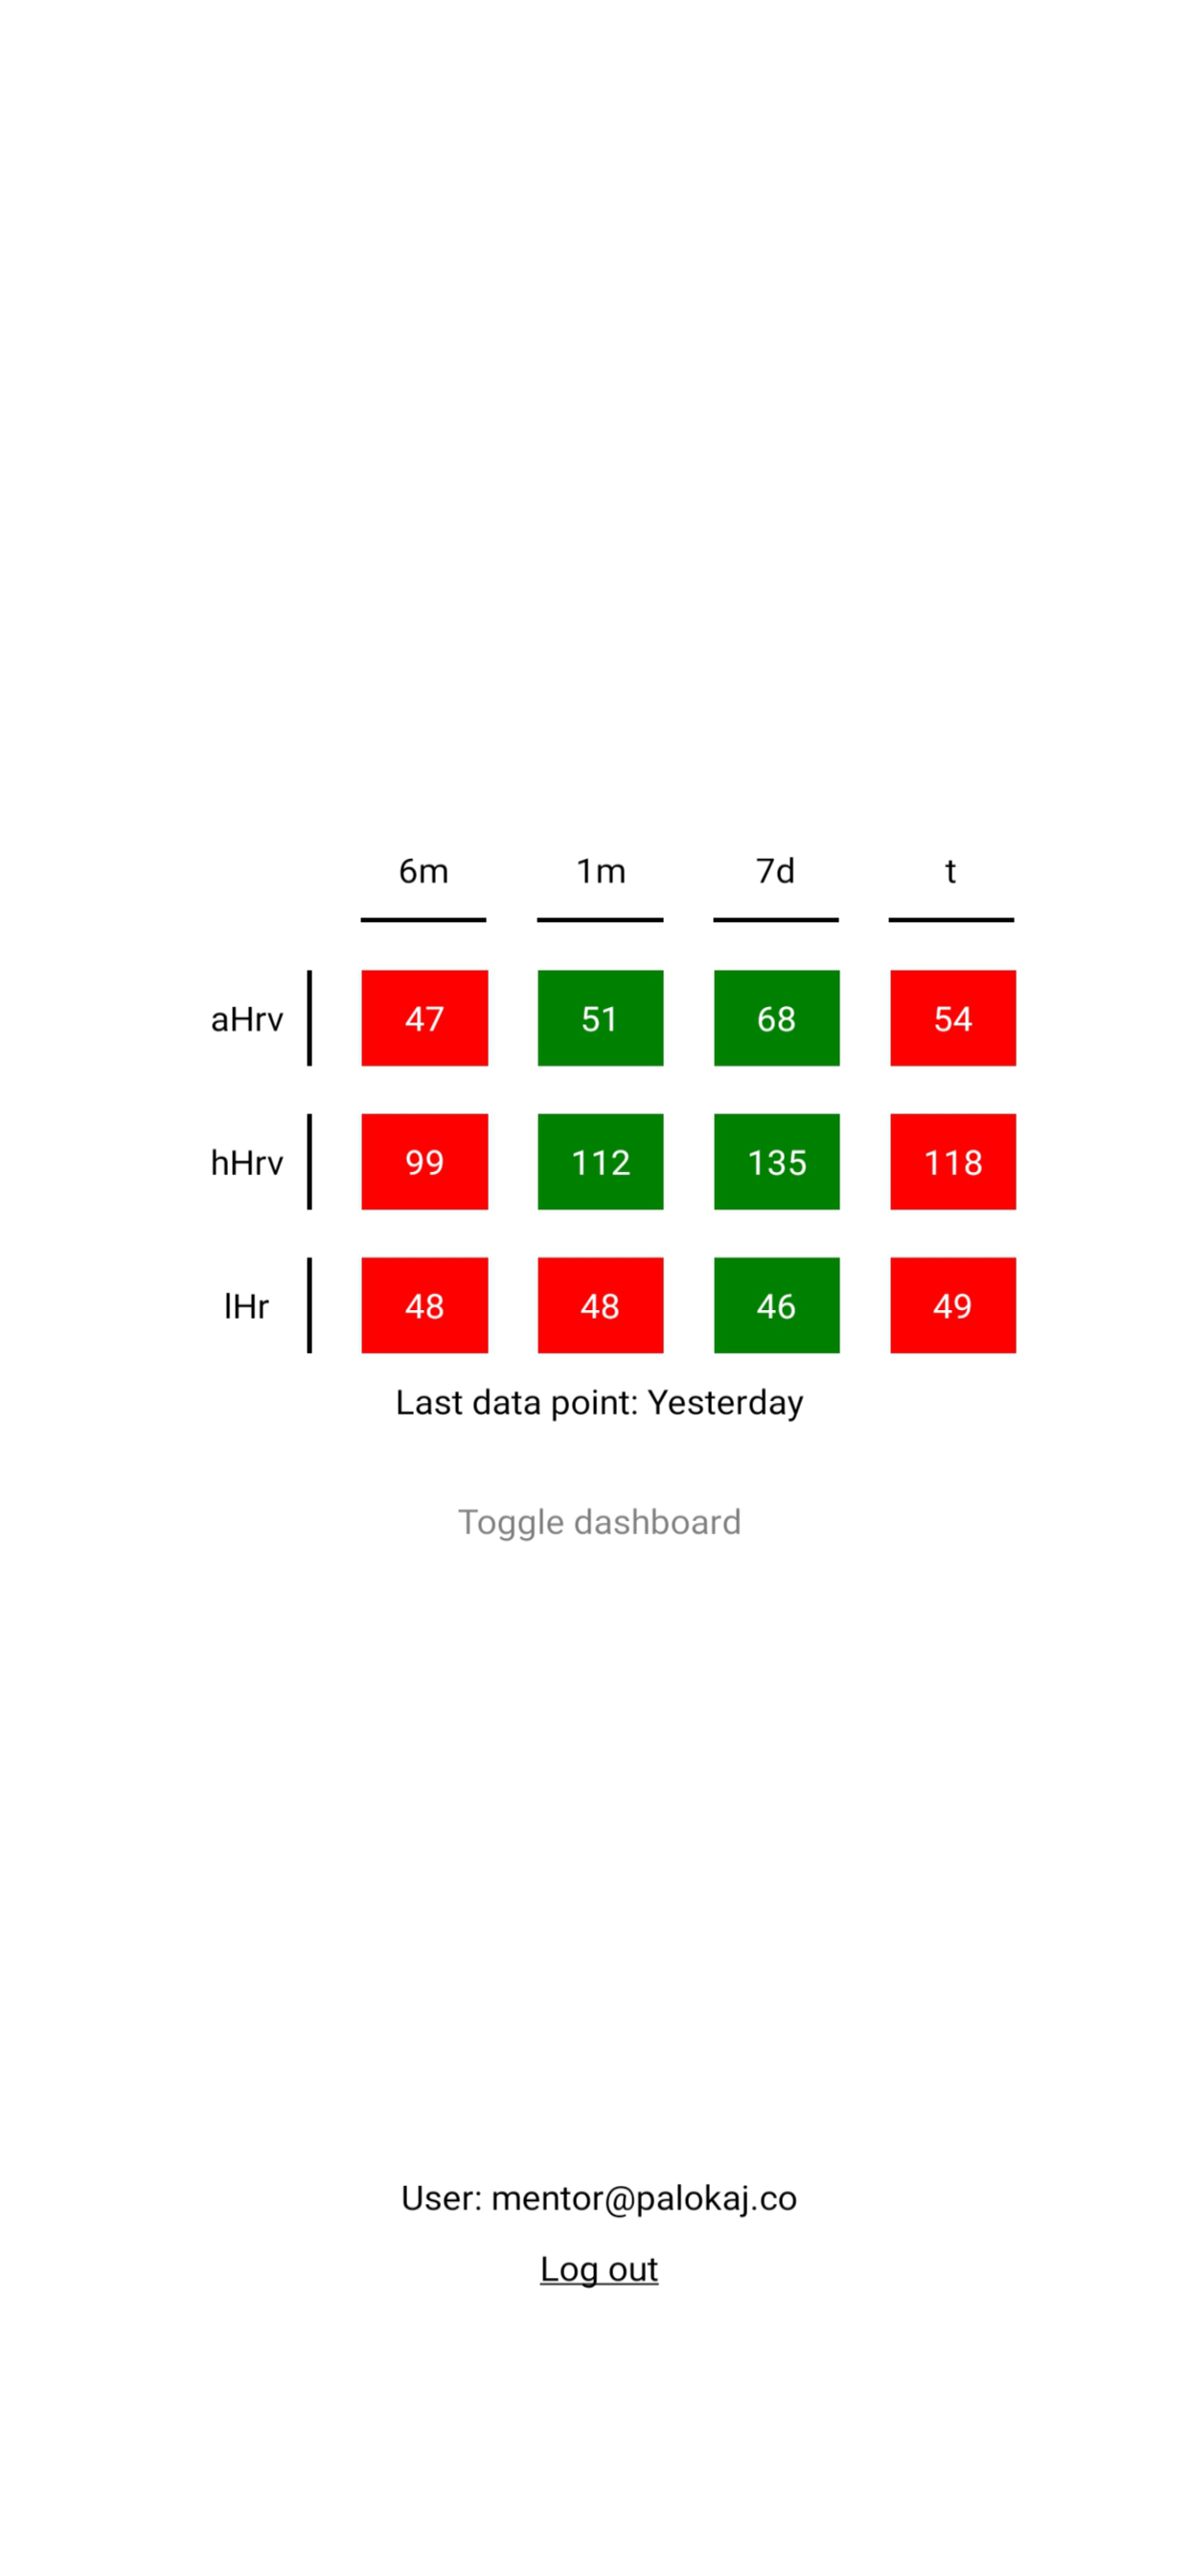 6m 1m 7d t
aHrv 47 51 68 54
hHrv 99 112 135 118
lHr 48 48 46 49
Last data point: Yesterday
Toggle dashboard
User: mentor@palokaj.co
Log out